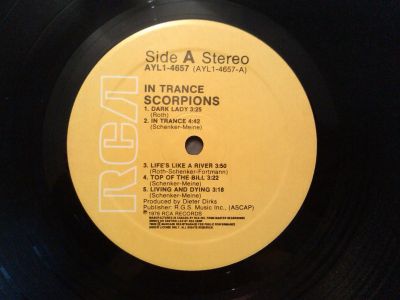 Side A Stereo
AYL1-4657 (AYL1-4657-A)
IN TRANCE
SCORPIONS
1. DARK LADY 3:25
(Roth)
2. IN TRANCE 4:42
(Schenker-Meine)
3. LIFE'S LIKE A RIVER 3:50
(Roth-Schenker-Fortmann)
4. TOP OF THE BILL 3:22
(Schenker-Meine)
5. LIVING AND DYING 3:18
(Schenker-Meine)
Produced by Dieter Dirks
Publisher: R.G.S. Music Inc., (ASCAP)
℗ 1976 RCA RECORDS
RCA